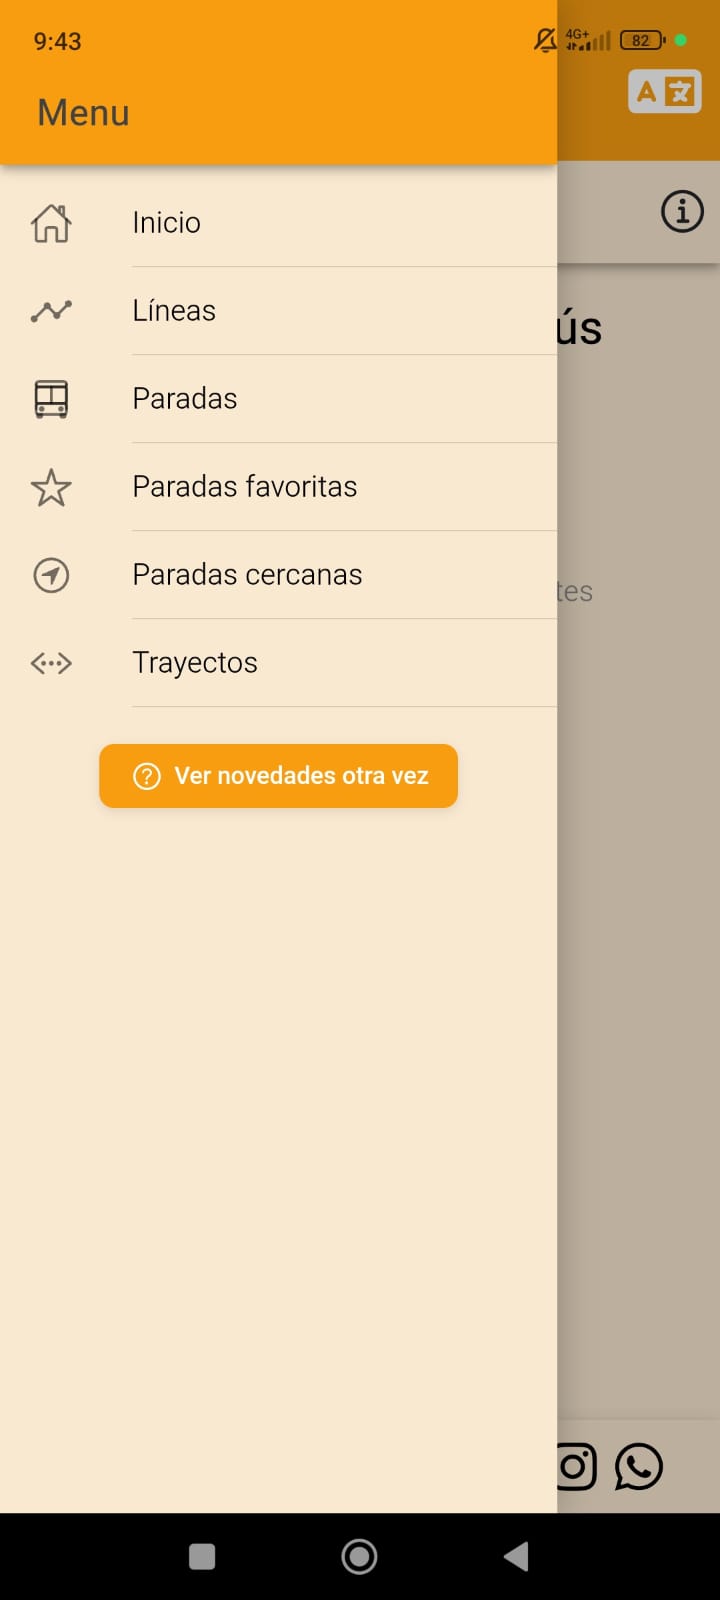 9:43
4G+
82
Menu
A 文
Inicio
Líneas
ús
Paradas
Paradas favoritas
Paradas cercanas
tes
Trayectos
Ver novedades otra vez